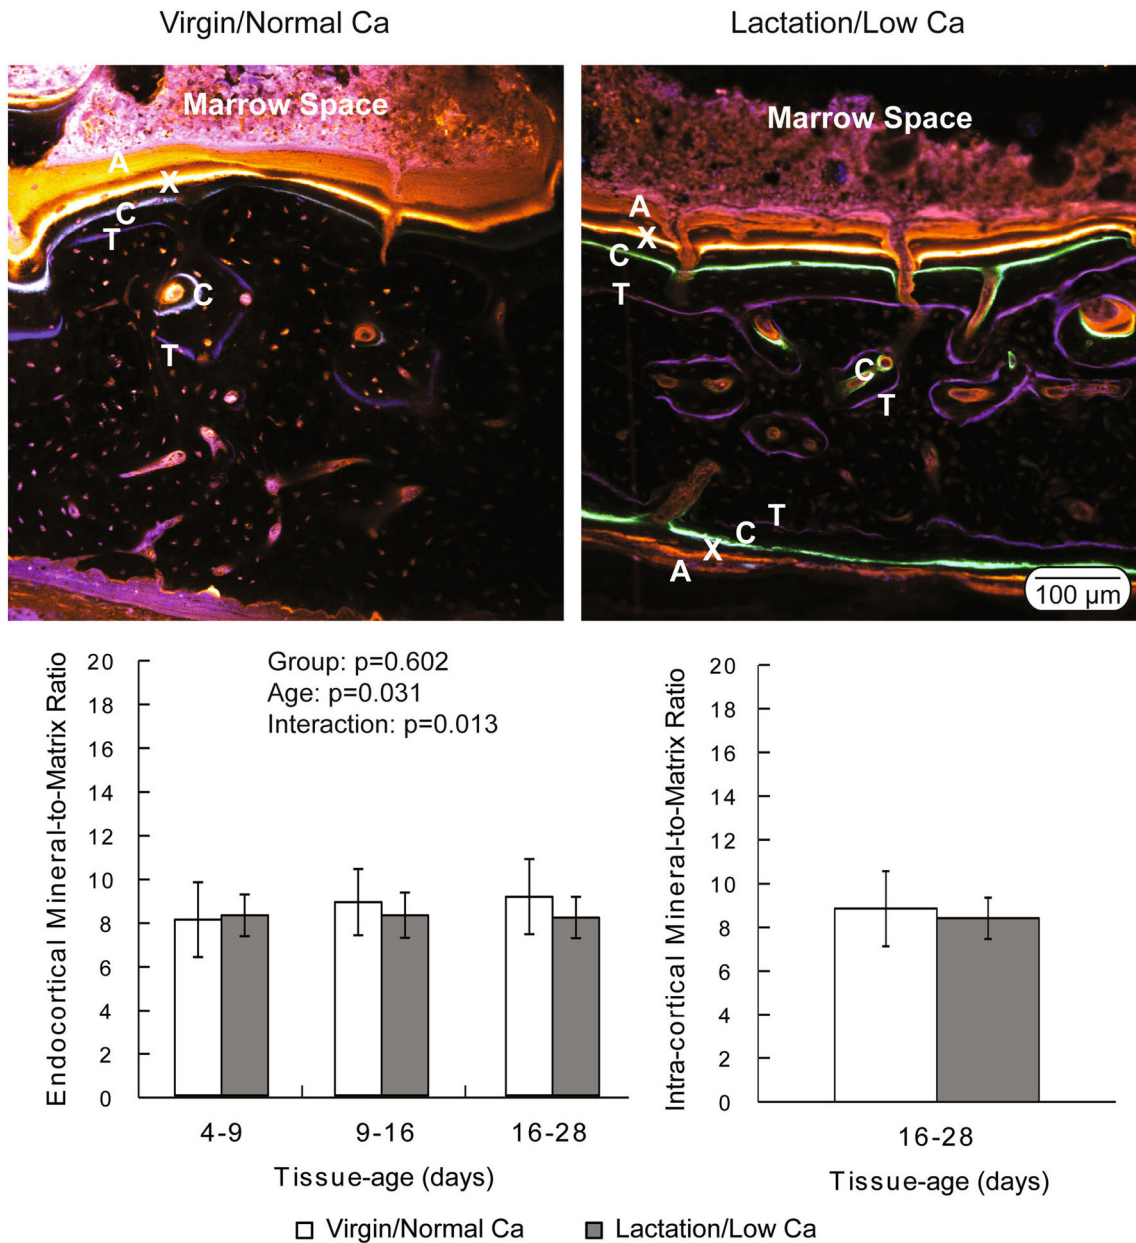 Virgin/Normal Ca
Lactation/Low Ca
Marrow Space
A
X
C
T
C
T
Marrow Space
A
X
C
T
C
T
T
C
X
A
100 µm
Endocortical Mineral-to-Matrix Ratio
20
18
16
14
12
10
8
6
4
2
0
Group: p=0.602
Age: p=0.031
Interaction: p=0.013
4-9
9-16
16-28
Tissue-age (days)
Intra-cortical Mineral-to-Matrix Ratio
20
18
16
14
12
10
8
6
4
2
0
16-28
Tissue-age (days)
Virgin/Normal Ca
Lactation/Low Ca